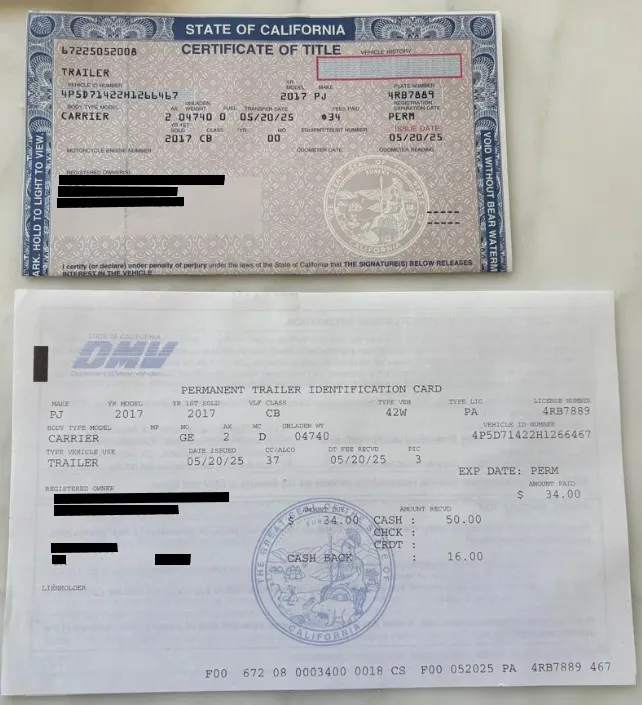 STATE OF CALIFORNIA
CERTIFICATE OF TITLE
67225052008
VEHICLE HISTORY
TRAILER
VEHICLE ID NUMBER YR MODEL MAKE PLATE NUMBER
4P5D71422H1266467 2017 PJ 4RB7889
BODY TYPE MODEL AX UNLADEN WEIGHT FUEL TRANSFER DATE FEES PAID REGISTRATION EXPIRATION DATE
CARRIER 2 04740 0 05/20/25 $34 PERM
YR 1ST SOLD CLASS YR. MO EQUIPMT/TRUST NUMBER ISSUE DATE
2017 CB 00 05/20/25
MOTORCYCLE ENGINE NUMBER ODOMETER DATE ODOMETER READING
REGISTERED OWNER(S)
ARK. HOLD TO LIGHT TO VIEW.
VOID WITHOUT BEAR WATERM
EUREKA
I certify (or declare) under penalty of perjury under the laws of the State of California that THE SIGNATURE(S) BELOW RELEASES
INTEREST IN THE VEHICLE
STATE OF CALIFORNIA
DMV
PERMANENT TRAILER IDENTIFICATION CARD
MAKE YR MODEL YR 1ST SOLD VLF CLASS TYPE VEH TYPE LIC LICENSE NUMBER
PJ 2017 2017 CB 42W PA 4RB7889
BODY TYPE MODEL MP MO AX WC UNLADEN WT VEHICLE ID NUMBER
CARRIER GE 2 D 04740 4P5D71422H1266467
TYPE VEHICLE USE DATE ISSUED CC/ALCO DT FEE RECVD PIC
TRAILER 05/20/25 37 05/20/25 3
EXP DATE: PERM
REGISTERED OWNER AMOUNT PAID
$ 34.00
AMOUNT DUE AMOUNT RECVD
$ 34.00 CASH : 50.00
CHCK :
CRDT :
CASH BACK : 16.00
LIENHOLDER
CALIFORNIA
F00 672 08 0003400 0018 CS F00 052025 PA 4RB7889 467